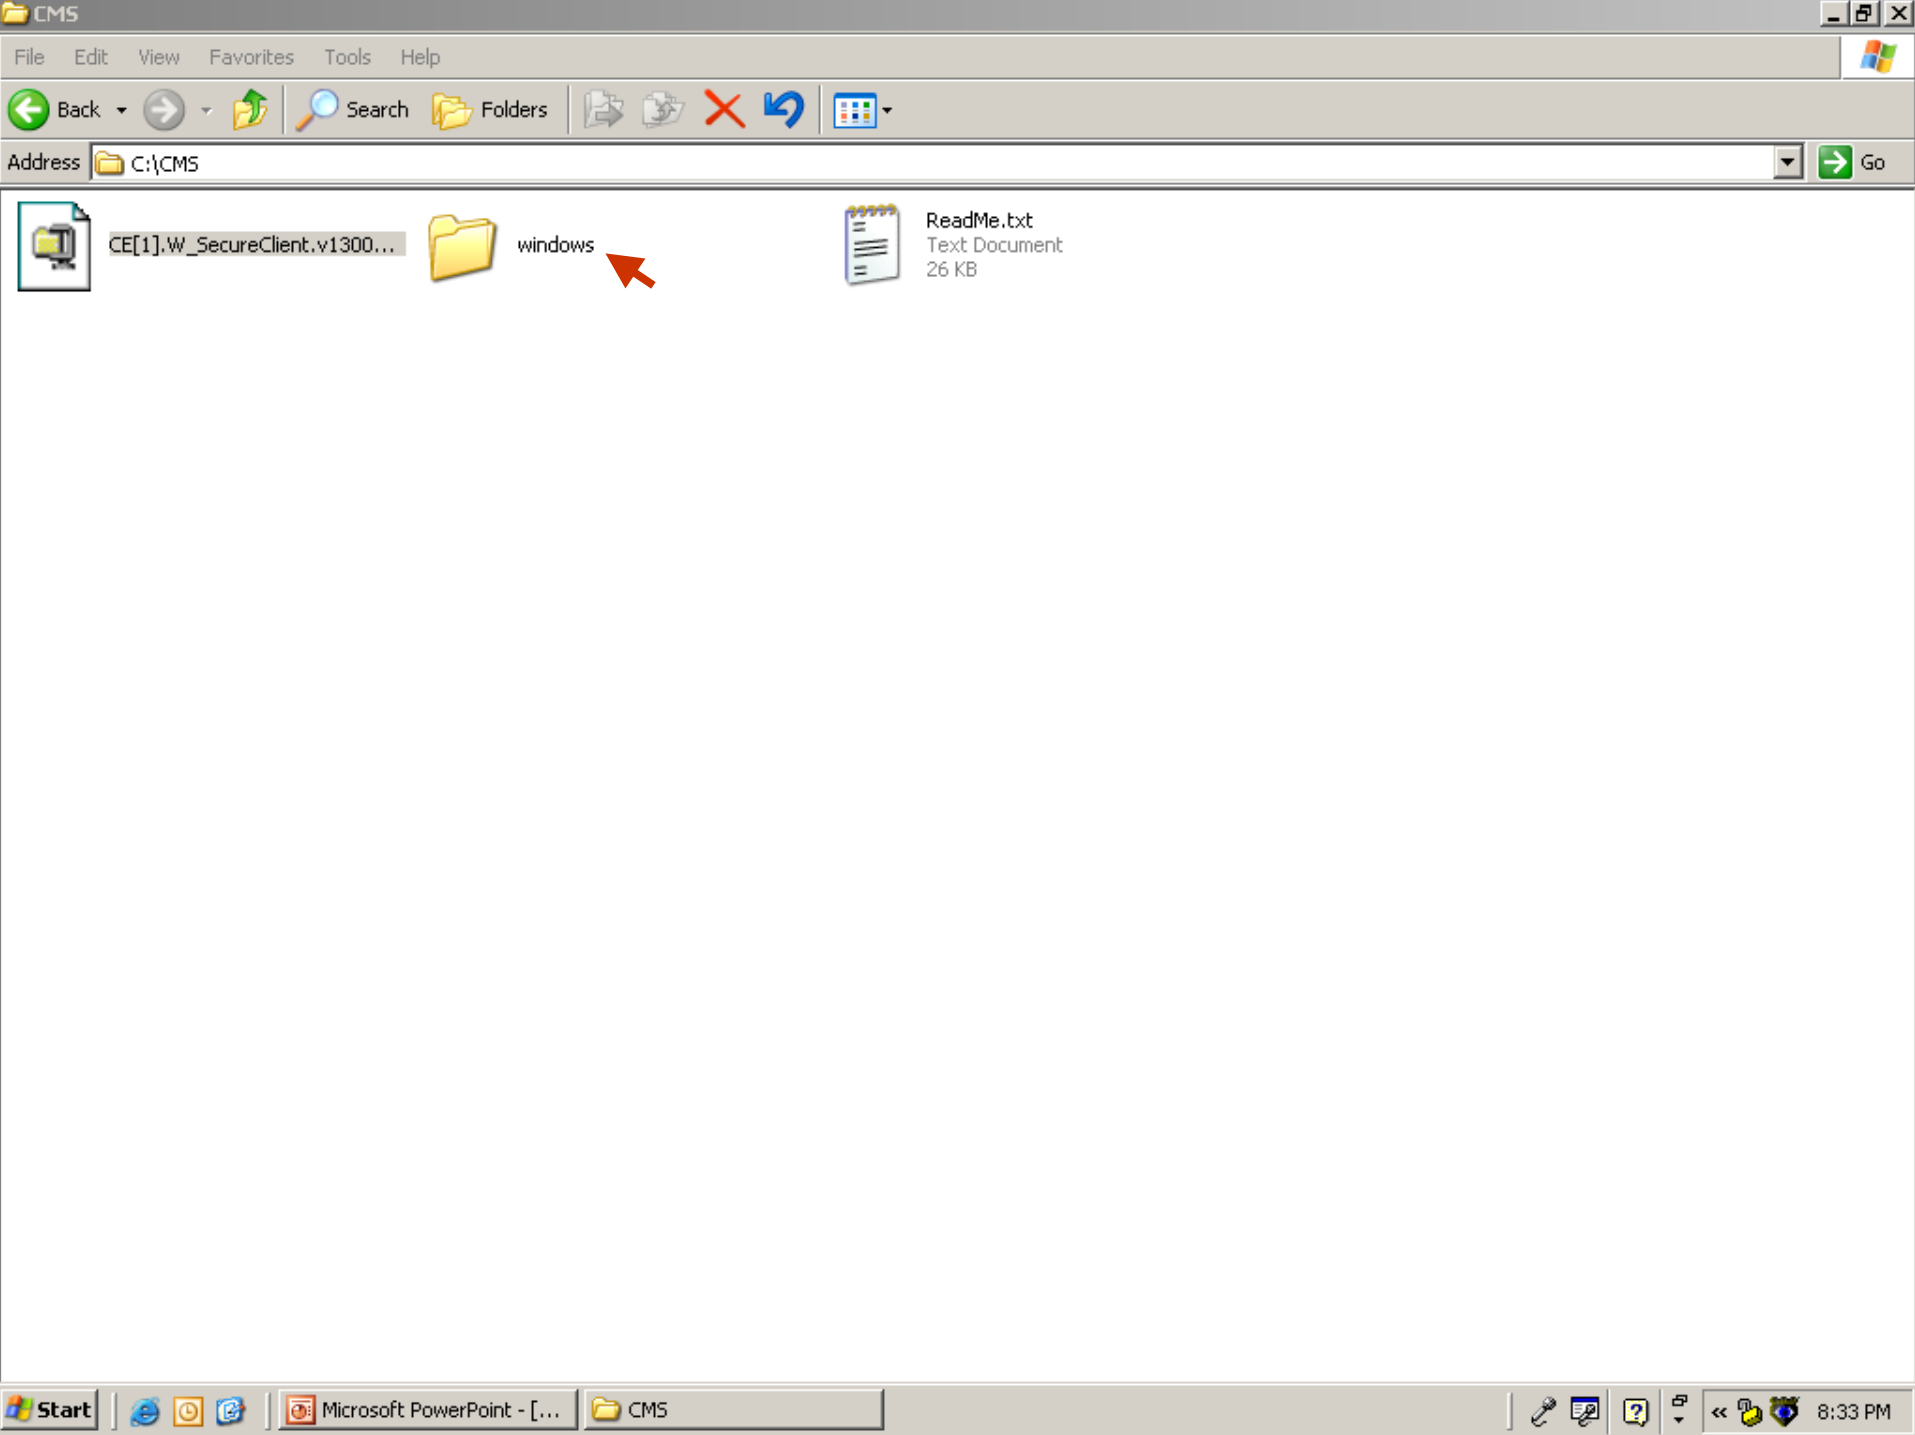 CMS
File Edit View Favorites Tools Help
Back Search Folders
Address C:\CMS Go
CE[1].W_SecureClient.v1300...
windows
ReadMe.txt
Text Document
26 KB
Start Microsoft PowerPoint - [... CMS « 8:33 PM